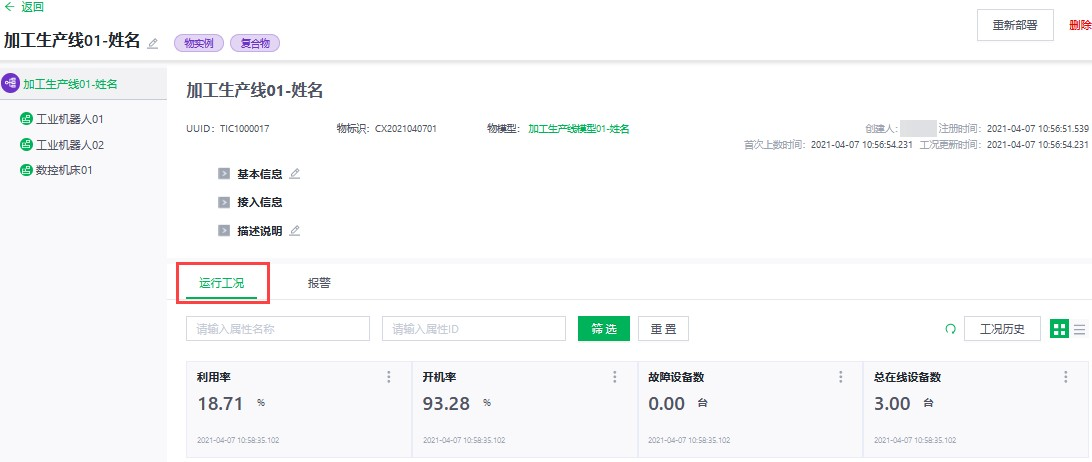 返回
加工生产线01-姓名 物实例 复合物 重新部署 删除
加工生产线01-姓名
工业机器人01
工业机器人02
数控机床01
加工生产线01-姓名
UUID: TIC1000017 物标识: CX2021040701 物模型: 加工生产线模型01-姓名 创建人: 注册时间: 2021-04-07 10:56:51.539
首次上数时间: 2021-04-07 10:56:54.231 工况更新时间: 2021-04-07 10:56:54.231
基本信息
接入信息
描述说明
运行工况 报警
请输入属性名称 请输入属性ID 筛选 重置 工况历史
利用率 开机率 故障设备数 总在线设备数
18.71 % 93.28 % 0.00 台 3.00 台
2021-04-07 10:58:35.102 2021-04-07 10:58:35.102 2021-04-07 10:58:35.102 2021-04-07 10:58:35.102